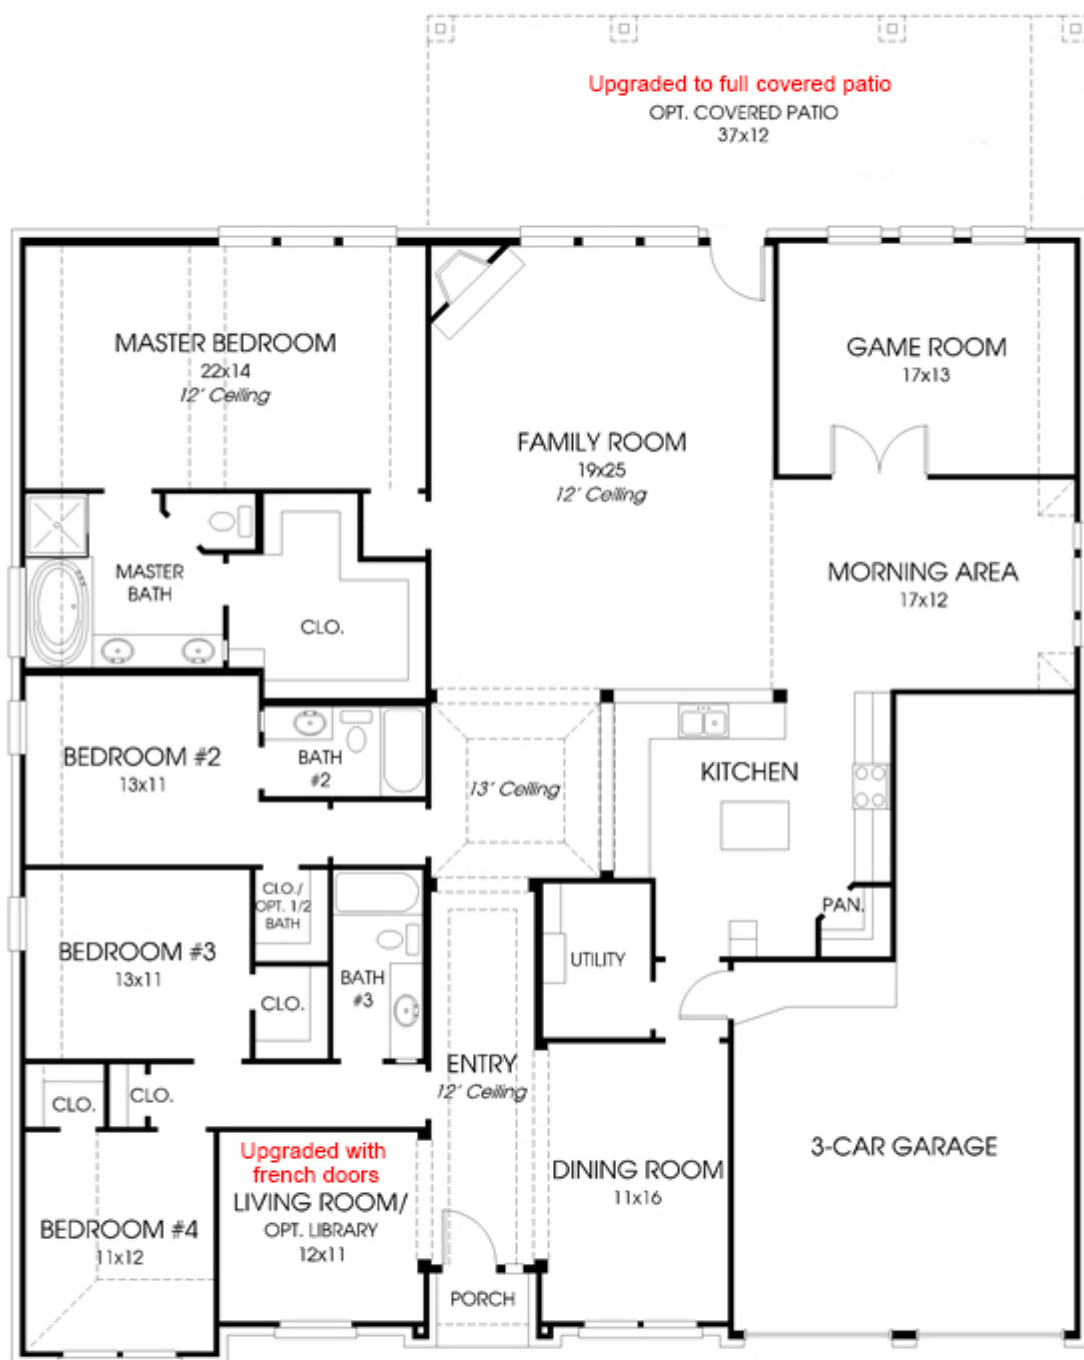 Upgraded to full covered patio
OPT. COVERED PATIO
37x12
MASTER BEDROOM
22x14
12' Ceiling
GAME ROOM
17x13
FAMILY ROOM
19x25
12' Ceiling
MASTER
BATH
MORNING AREA
17x12
CLO.
BEDROOM #2
13x11
BATH
#2
13' Ceiling
KITCHEN
CLO./
OPT. 1/2
BATH
PAN.
BEDROOM #3
13x11
BATH
#3
UTILITY
CLO.
ENTRY
12' Ceiling
CLO.
CLO.
Upgraded with
french doors
LIVING ROOM/
OPT. LIBRARY
12x11
DINING ROOM
11x16
3-CAR GARAGE
BEDROOM #4
11x12
PORCH